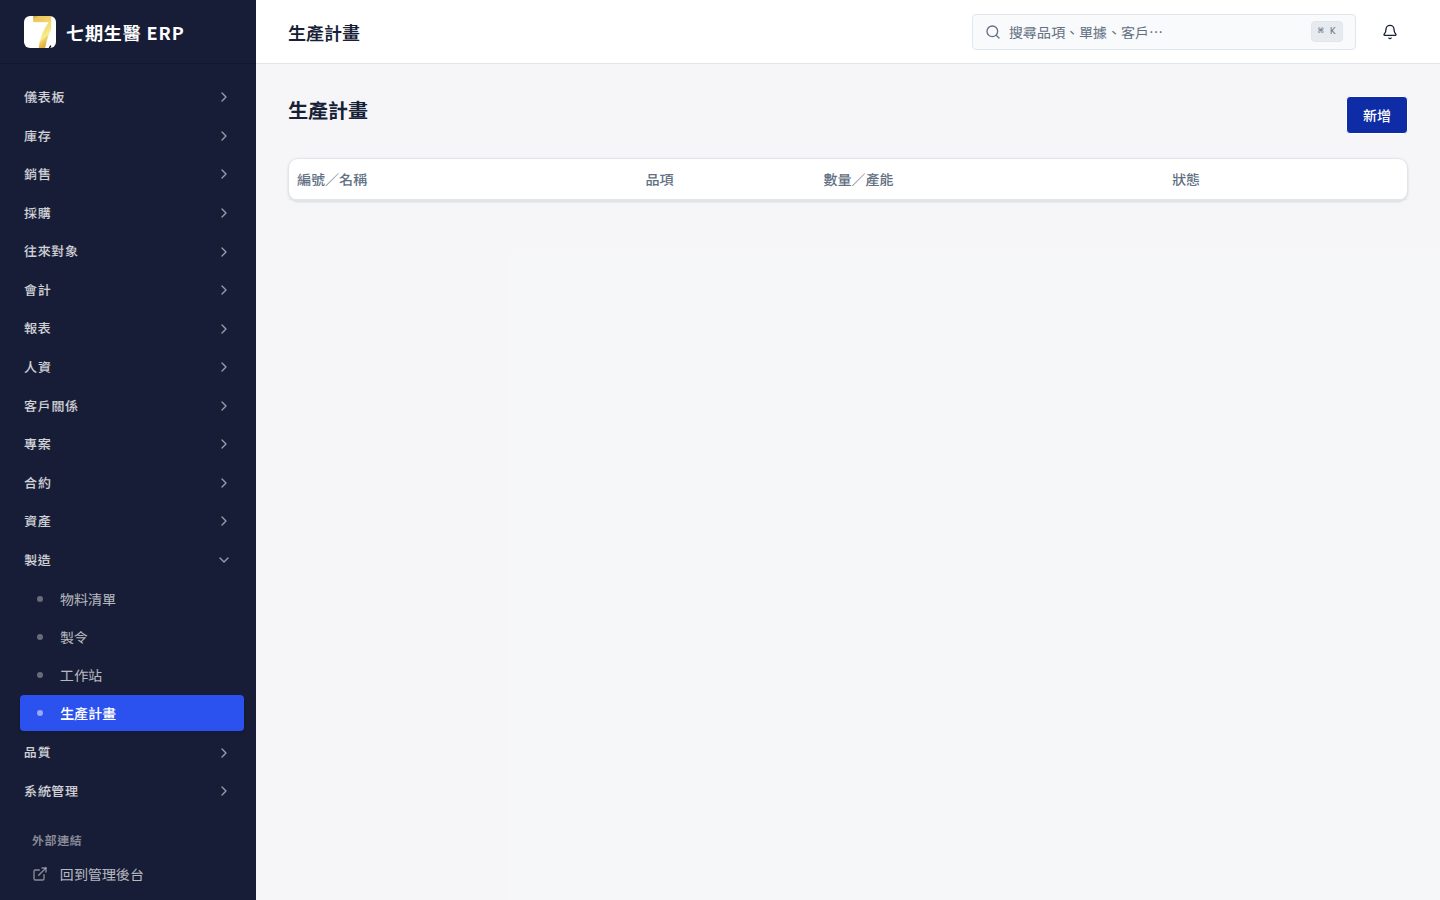 七期生醫 ERP
生產計畫
搜尋品項、單據、客戶…
⌘ K
儀表板
庫存
銷售
採購
往來對象
會計
報表
人資
客戶關係
專案
合約
資產
製造
物料清單
製令
工作站
生產計畫
品質
系統管理
外部連結
回到管理後台
生產計畫
新增
編號／名稱 品項 數量／產能 狀態